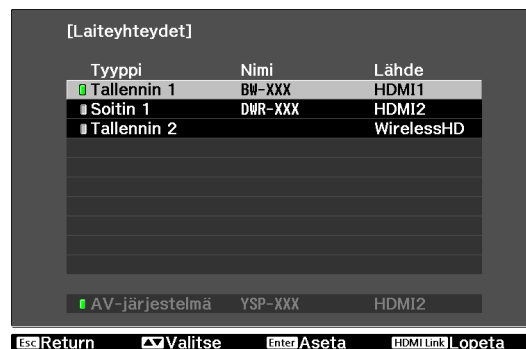 [Laiteyhteydet]
Tyyppi Nimi Lähde
Tallennin 1 BW-XXX HDMI1
Soitin 1 DWR-XXX HDMI2
Tallennin 2 WirelessHD
AV-järjestelmä YSP-XXX HDMI2
Esc Return Valitse Enter Aseta HDMI Link Lopeta